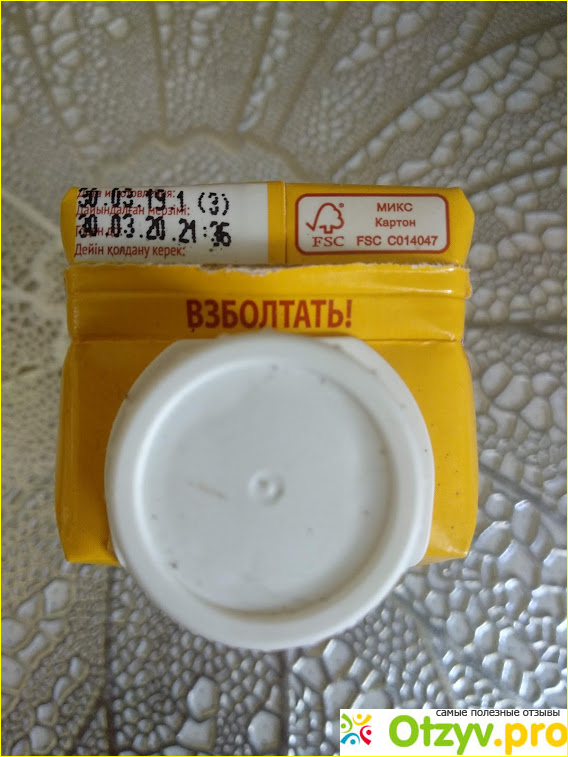 30.03.19 1 (3)
Дайындалған мерзімі:
30.03.20 21:36
Дейін қолдану керек:
FSC
МИКС
Картон
FSC C014047
ВЗБОЛТАТЬ!
самые полезные отзывы
Otzyv.pro